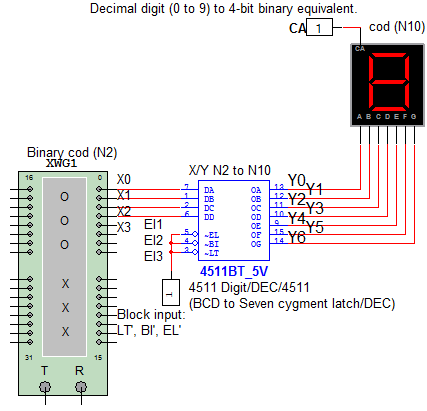 Decimal digit (0 to 9) to 4-bit binary equivalent.
CA 1 cod (N10)
CA
A B C D E F G
Binary cod (N2)
XWG1
X/Y N2 to N10
16 0
X0 7 DA OA 13 Y0
X1 1 DB OB 12 Y1
2 DC OC 11 Y3
X2 6 DD OD 10 Y4
X3 OE 9 Y5
EI1 5 ~EL OF 15 Y6
EI2 4 ~BI OG 14
EI3 3 ~LT
O
O
O
X
X
X
4511BT_5V
1
4511 Digit/DEC/4511
(BCD to Seven cygment latch/DEC)
Block input:
LT', BI', EL'
31 15
T R